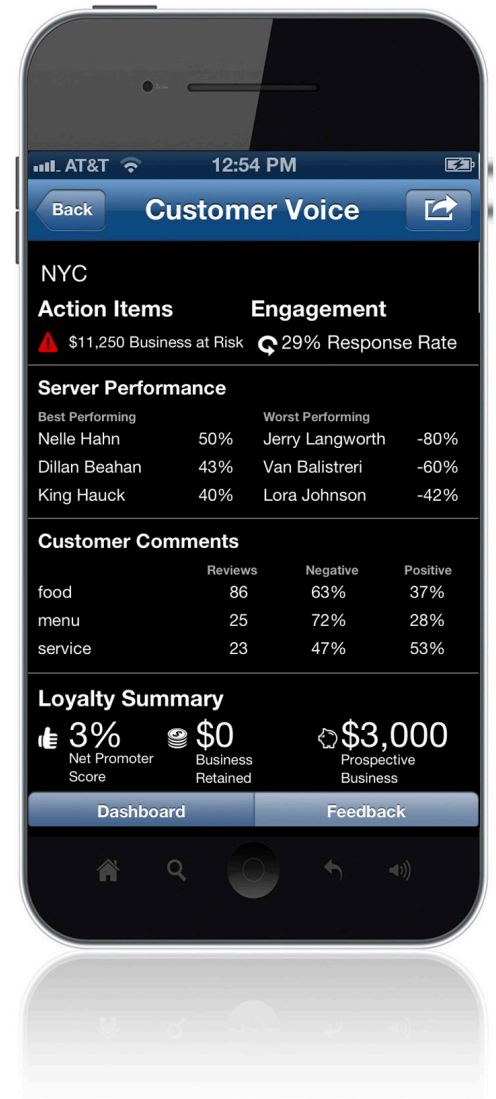 AT&T 12:54 PM
Back Customer Voice
NYC
Action Items Engagement
$11,250 Business at Risk 29% Response Rate
Server Performance
Best Performing Worst Performing
Nelle Hahn 50% Jerry Langworth -80%
Dillan Beahan 43% Van Balistreri -60%
King Hauck 40% Lora Johnson -42%
Customer Comments
Reviews Negative Positive
food 86 63% 37%
menu 25 72% 28%
service 23 47% 53%
Loyalty Summary
3% $0 $3,000
Net Promoter Business Prospective
Score Retained Business
Dashboard Feedback